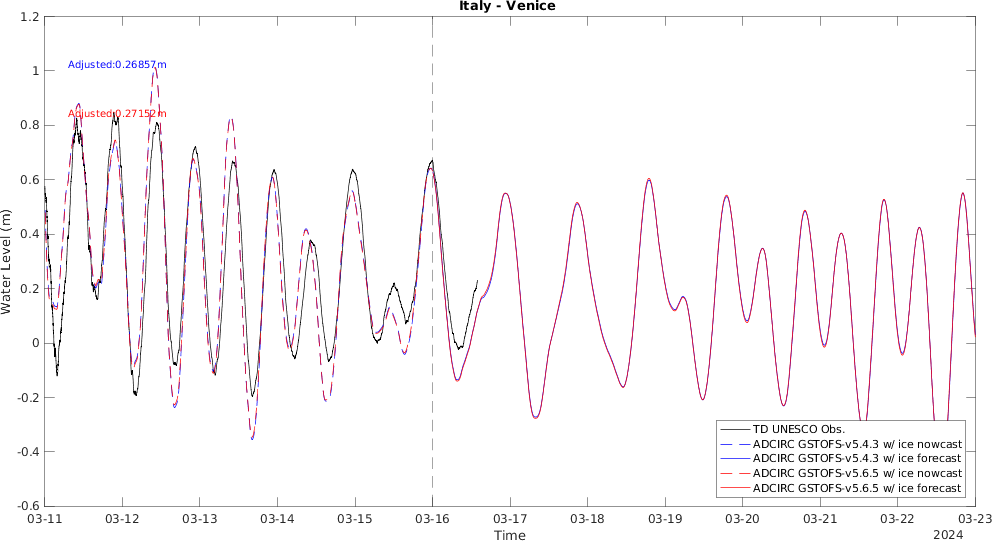 Italy - Venice
1.2
1
0.8
0.6
0.4
0.2
0
-0.2
-0.4
-0.6
Water Level (m)
Adjusted:0.26857m
Adjusted:0.27152m
TD UNESCO Obs.
ADCIRC GSTOFS-v5.4.3 w/ ice nowcast
ADCIRC GSTOFS-v5.4.3 w/ ice forecast
ADCIRC GSTOFS-v5.6.5 w/ ice nowcast
ADCIRC GSTOFS-v5.6.5 w/ ice forecast
03-11 03-12 03-13 03-14 03-15 03-16 03-17 03-18 03-19 03-20 03-21 03-22 03-23
Time
2024